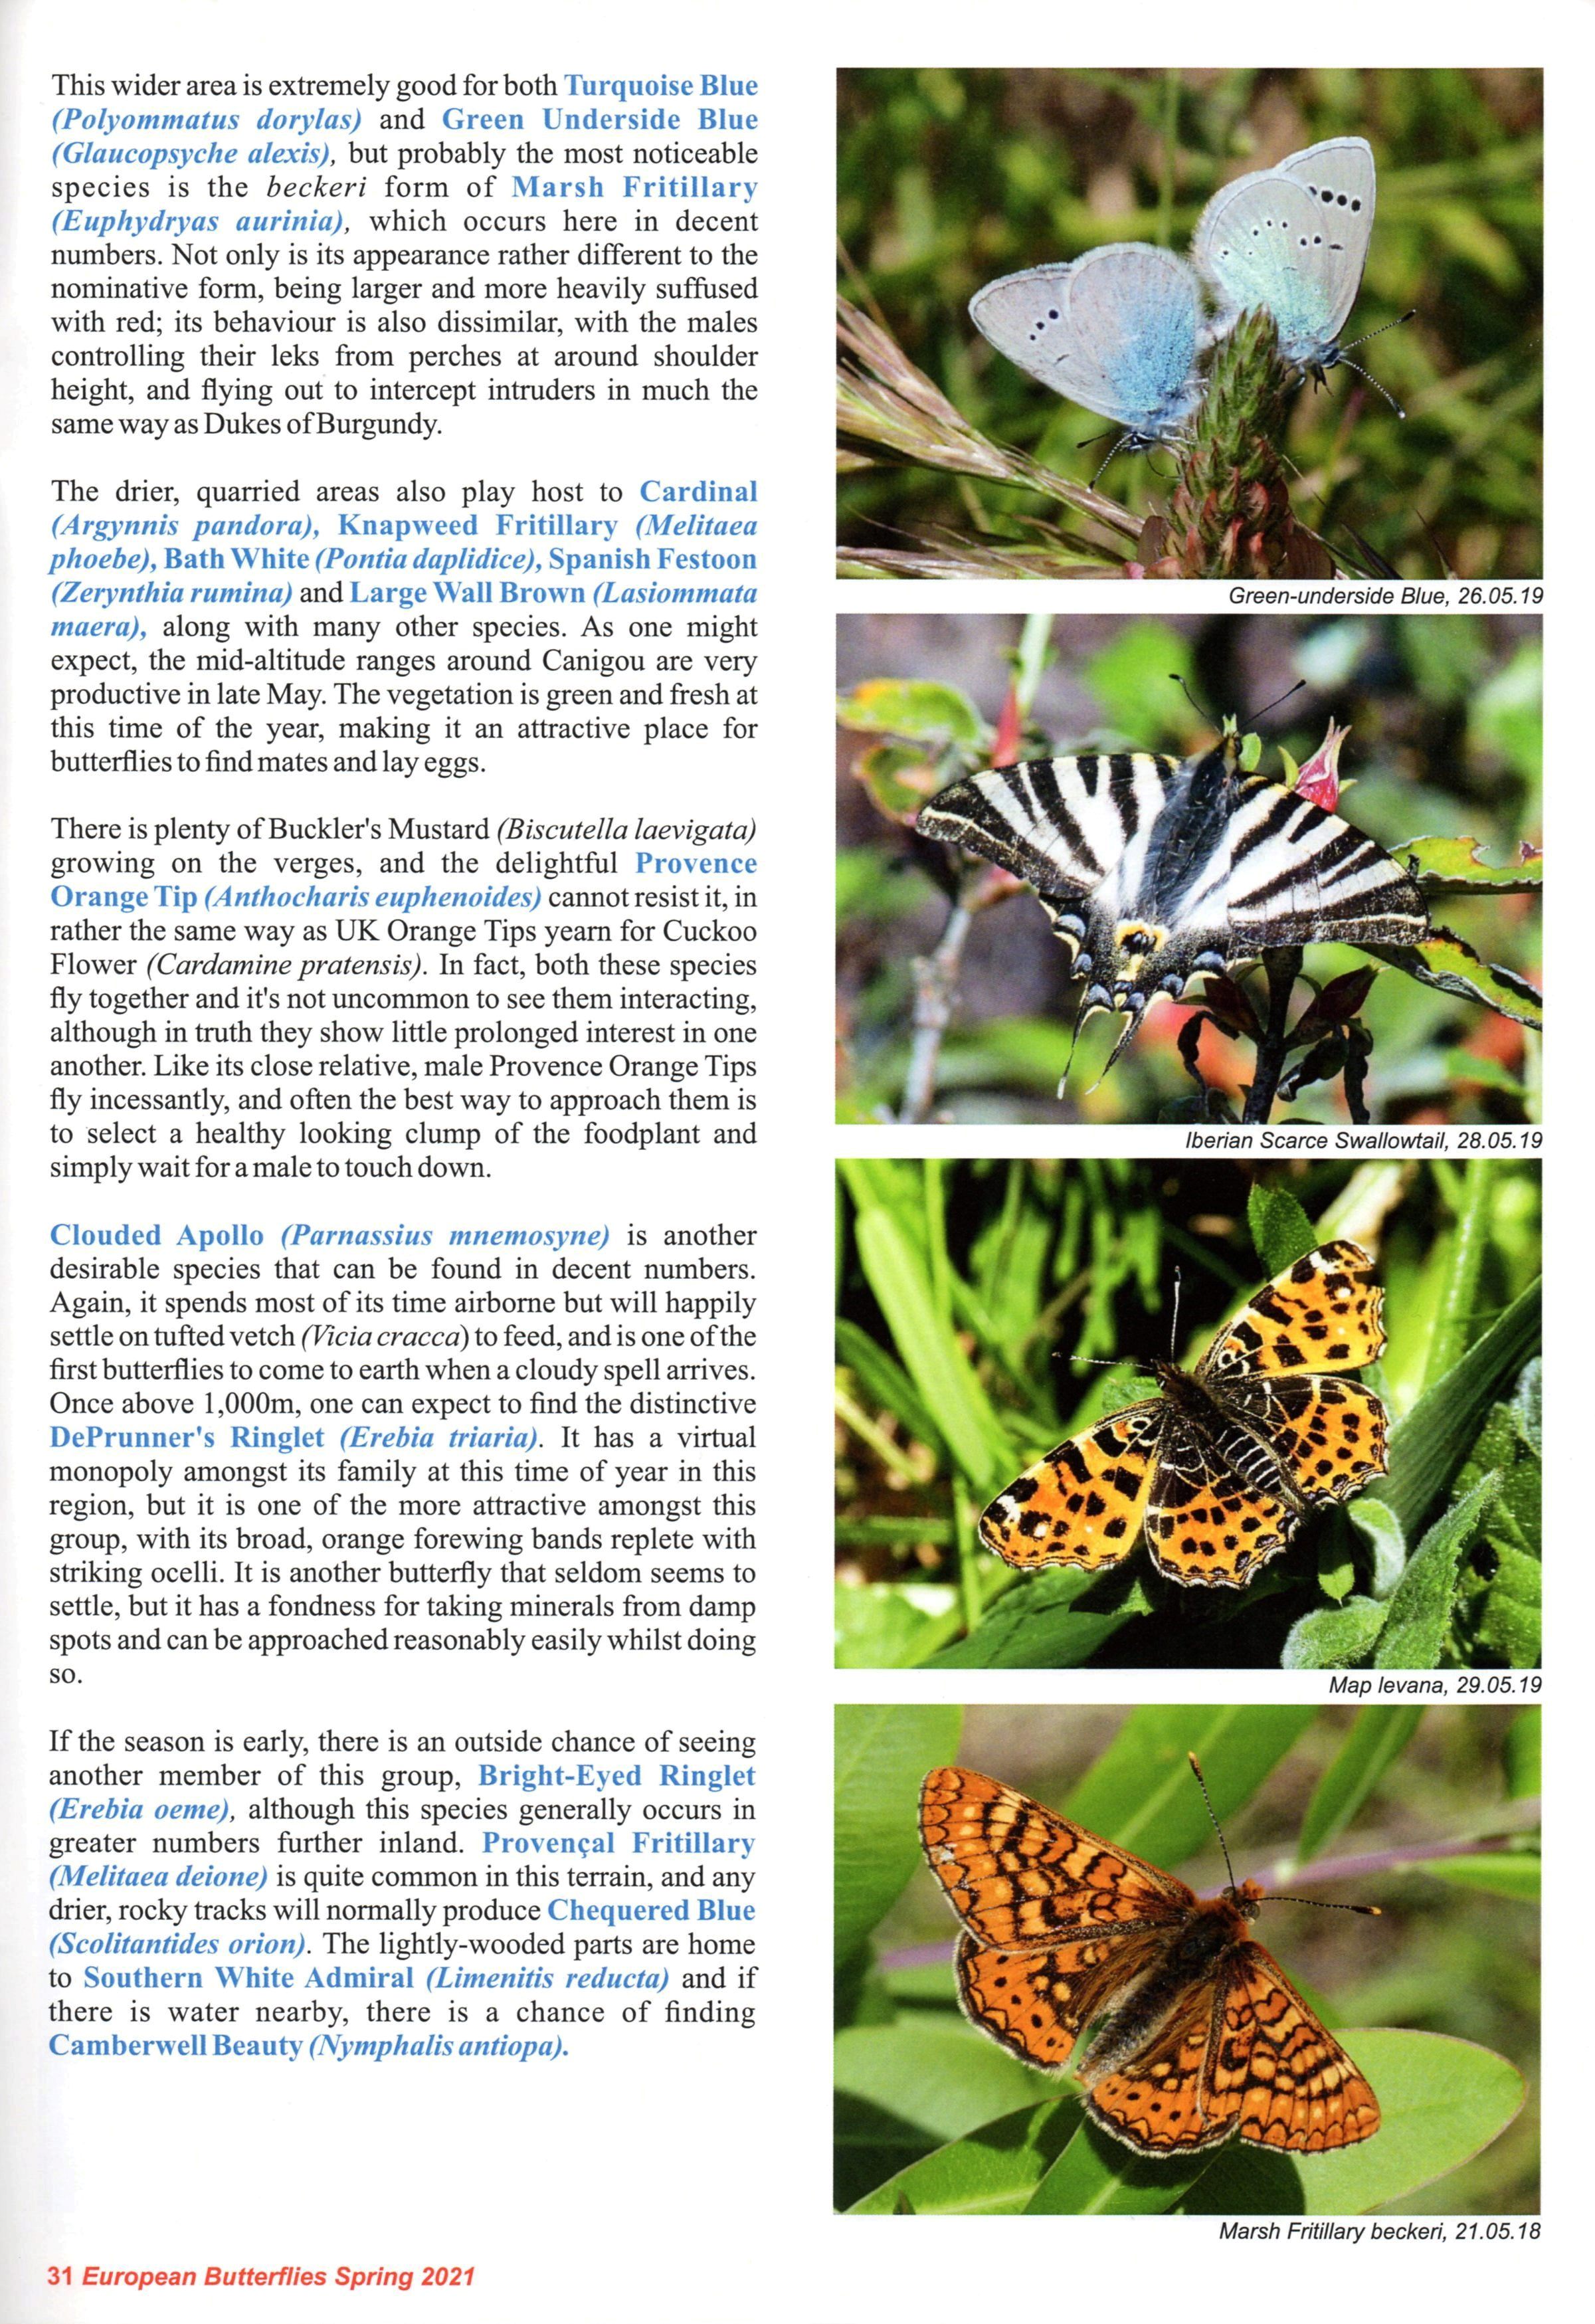 This wider area is extremely good for both Turquoise Blue
(Polyommatus dorylas) and Green Underside Blue
(Glaucopsyche alexis), but probably the most noticeable
species is the beckeri form of Marsh Fritillary
(Euphydryas aurinia), which occurs here in decent
numbers. Not only is its appearance rather different to the
nominative form, being larger and more heavily suffused
with red; its behaviour is also dissimilar, with the males
controlling their leks from perches at around shoulder
height, and flying out to intercept intruders in much the
same way as Dukes of Burgundy.
The drier, quarried areas also play host to Cardinal
(Argynnis pandora), Knapweed Fritillary (Melitaea
phoebe), Bath White (Pontia daplidice), Spanish Festoon
(Zerynthia rumina) and Large Wall Brown (Lasiommata
maera), along with many other species. As one might
expect, the mid-altitude ranges around Canigou are very
productive in late May. The vegetation is green and fresh at
this time of the year, making it an attractive place for
butterflies to find mates and lay eggs.
There is plenty of Buckler's Mustard (Biscutella laevigata)
growing on the verges, and the delightful Provence
Orange Tip (Anthocharis euphenoides) cannot resist it, in
rather the same way as UK Orange Tips yearn for Cuckoo
Flower (Cardamine pratensis). In fact, both these species
fly together and it's not uncommon to see them interacting,
although in truth they show little prolonged interest in one
another. Like its close relative, male Provence Orange Tips
fly incessantly, and often the best way to approach them is
to select a healthy looking clump of the foodplant and
simply wait for a male to touch down.
Clouded Apollo (Parnassius mnemosyne) is another
desirable species that can be found in decent numbers.
Again, it spends most of its time airborne but will happily
settle on tufted vetch (Vicia cracca) to feed, and is one of the
first butterflies to come to earth when a cloudy spell arrives.
Once above 1,000m, one can expect to find the distinctive
DePrunner's Ringlet (Erebia triaria). It has a virtual
monopoly amongst its family at this time of year in this
region, but it is one of the more attractive amongst this
group, with its broad, orange forewing bands replete with
striking ocelli. It is another butterfly that seldom seems to
settle, but it has a fondness for taking minerals from damp
spots and can be approached reasonably easily whilst doing
so.
If the season is early, there is an outside chance of seeing
another member of this group, Bright-Eyed Ringlet
(Erebia oeme), although this species generally occurs in
greater numbers further inland. Provençal Fritillary
(Melitaea deione) is quite common in this terrain, and any
drier, rocky tracks will normally produce Chequered Blue
(Scolitantides orion). The lightly-wooded parts are home
to Southern White Admiral (Limenitis reducta) and if
there is water nearby, there is a chance of finding
Camberwell Beauty (Nymphalis antiopa).
Green-underside Blue, 26.05.19
Iberian Scarce Swallowtail, 28.05.19
Map levana, 29.05.19
Marsh Fritillary beckeri, 21.05.18
31 European Butterflies Spring 2021